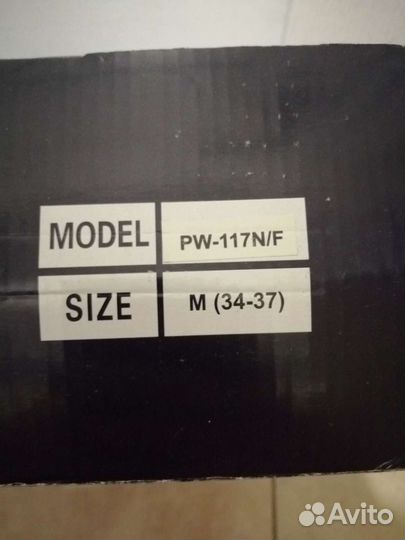 MODEL PW-117N/F
SIZE M (34-37)
Avito